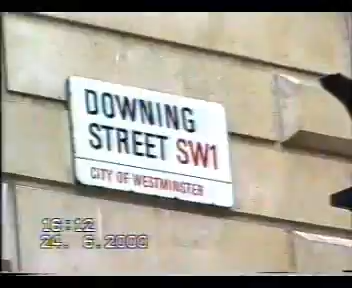 DOWNING
STREET SW1
CITY OF WESTMINSTER
16:12
24. 6.2000